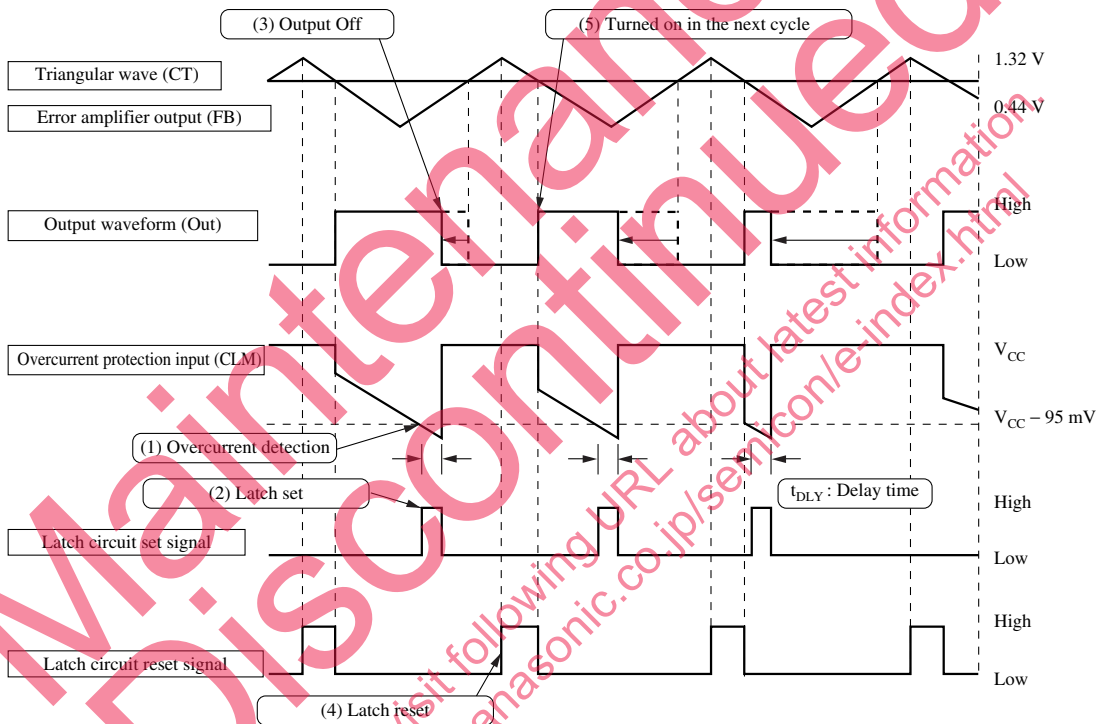 (3) Output Off
(5) Turned on in the next cycle
Triangular wave (CT)
1.32 V
Error amplifier output (FB)
0.44 V
Output waveform (Out)
High
Low
Overcurrent protection input (CLM)
VCC
VCC − 95 mV
(1) Overcurrent detection
(2) Latch set
tDLY : Delay time
High
Latch circuit set signal
Low
High
Latch circuit reset signal
Low
(4) Latch reset
Maintenance
Discontinued
visit following URL about latest information.
panasonic.co.jp/semicon/e-index.html